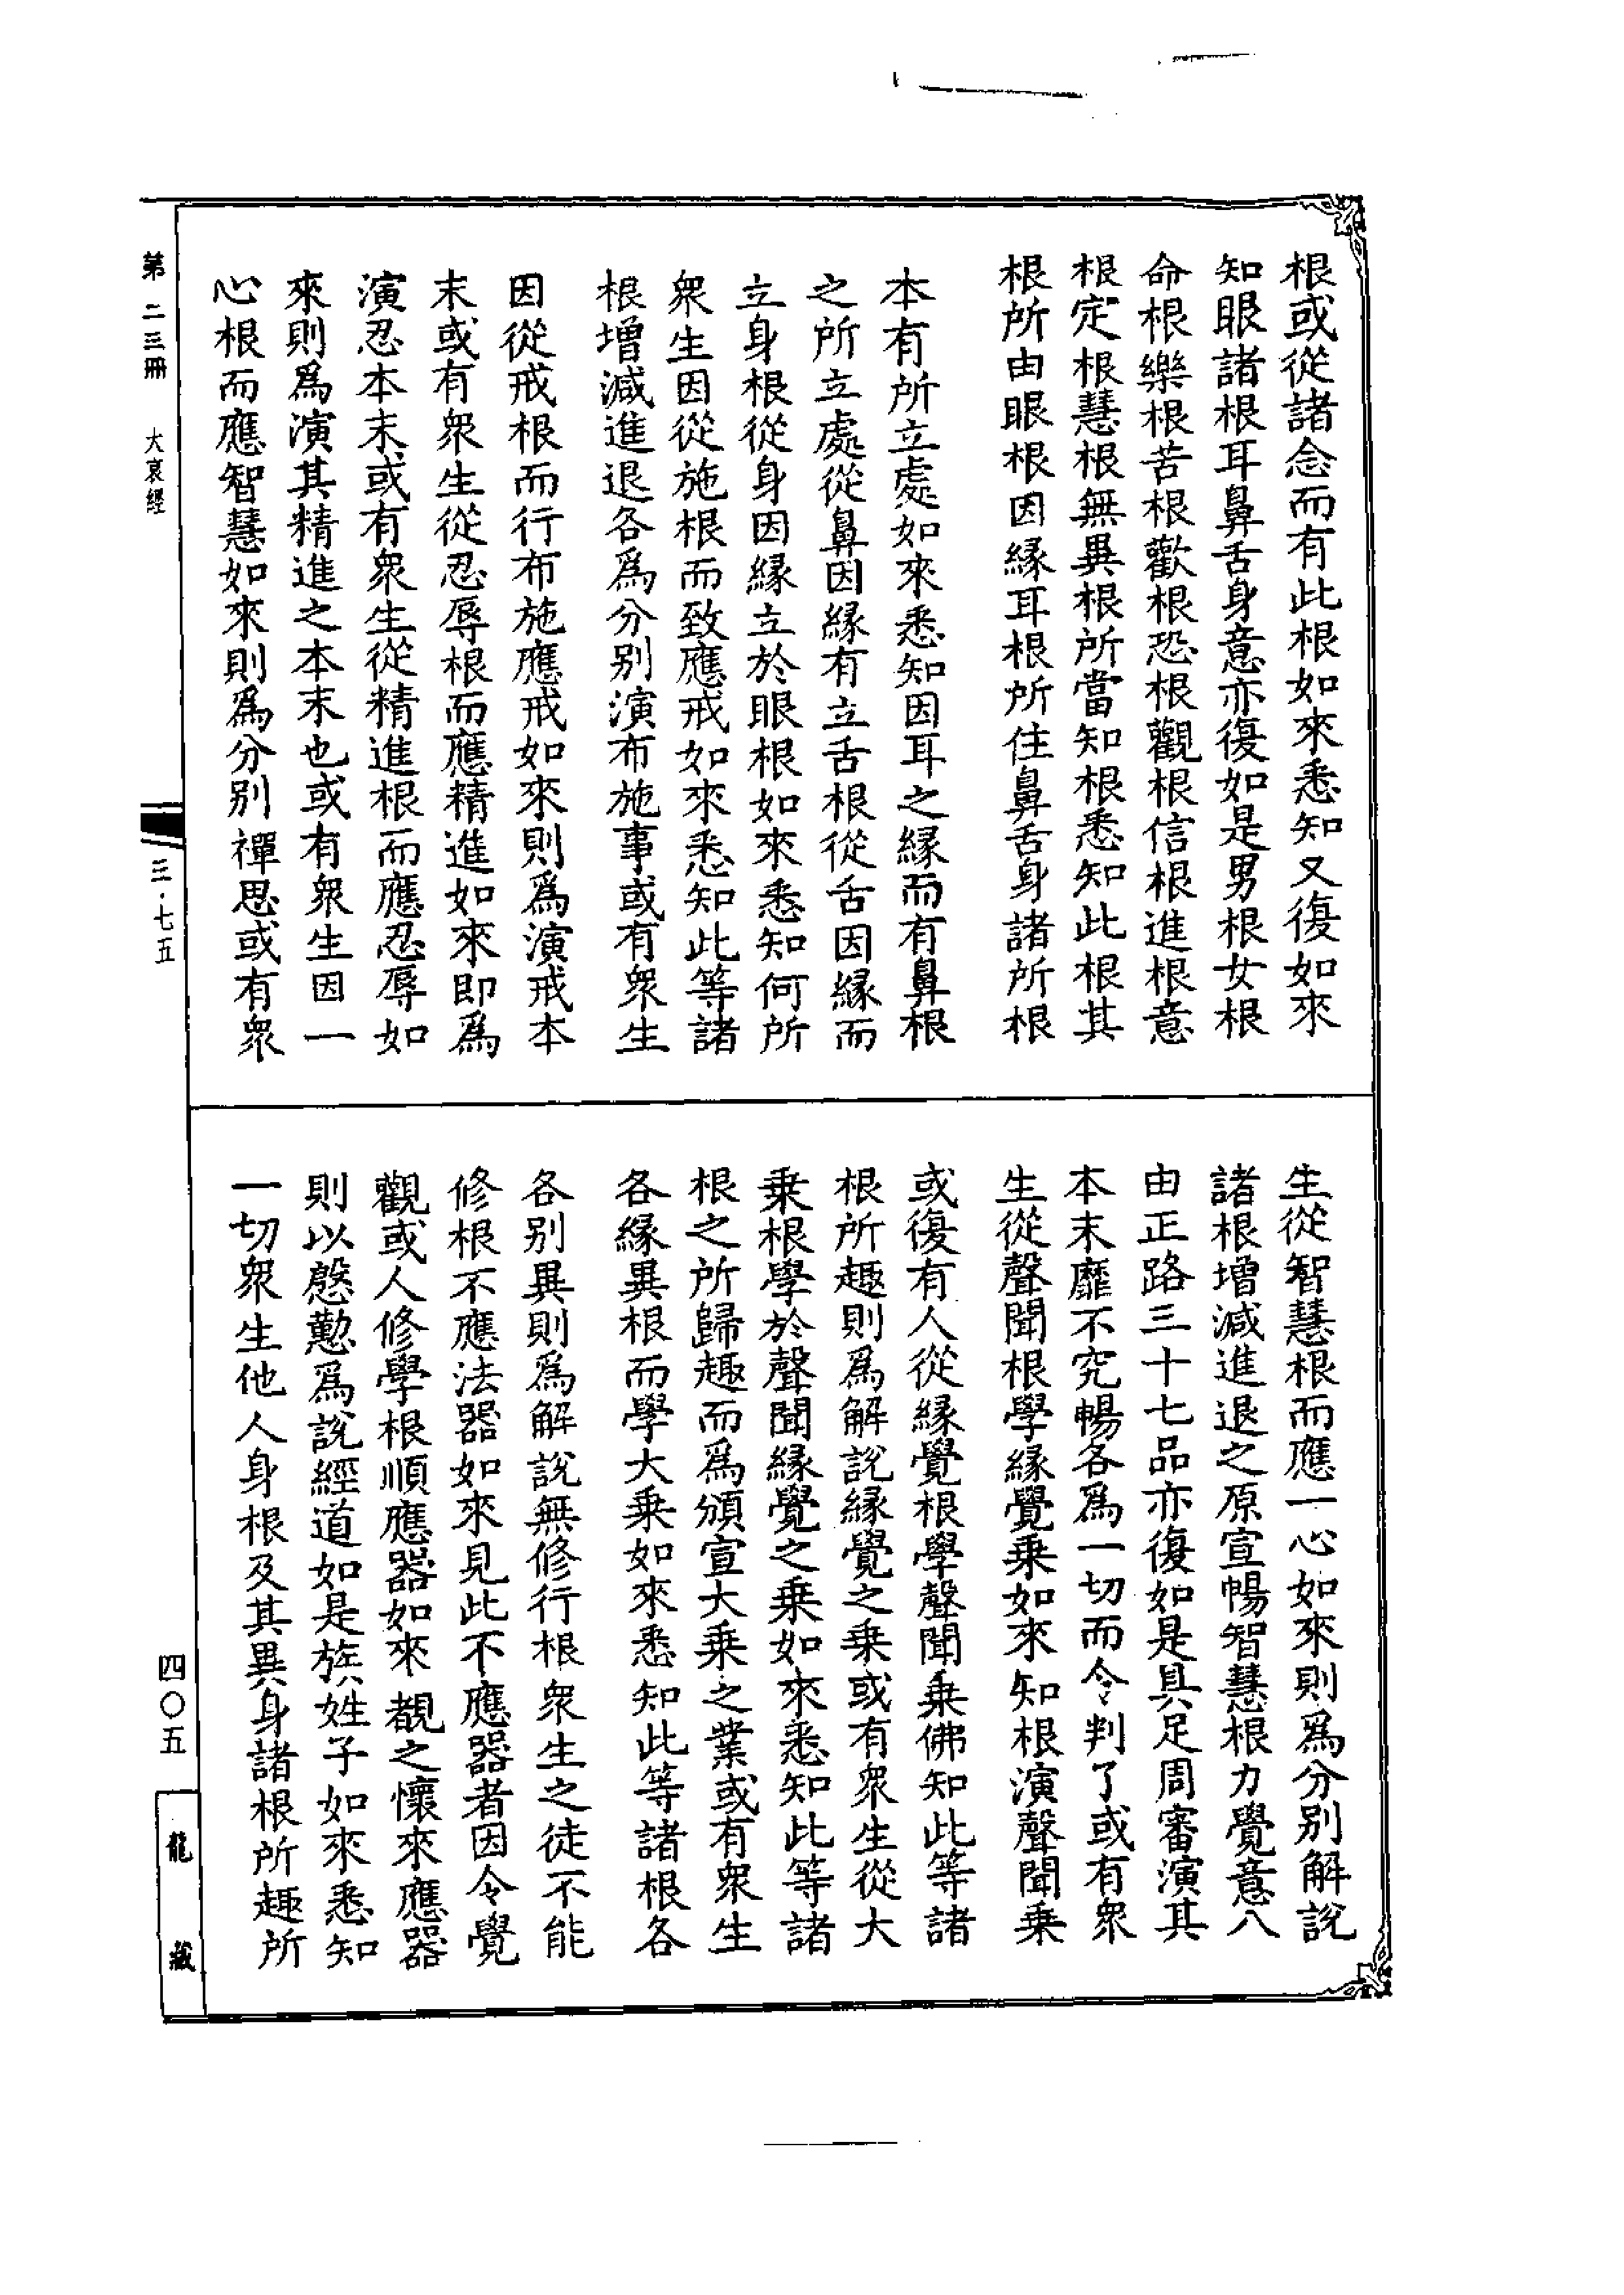 根或從諸念而有此根如來悉知又復如來
知眼諸根耳鼻舌身意亦復如是男根女根
命根樂根苦根歡根恐根觀根信根進根意
根定根慧根無異根所當知根悉知此根其
根所由眼根因緣耳根所住鼻舌身諸所根
本有所立處如來悉知因耳之緣而有鼻根
之所立處從鼻因緣有立舌根從舌因緣而
立身根從身因緣立於眼根如來悉知何所
衆生因從施根而致應戒如來悉知此等諸
根增減進退各爲分別演布施事或有衆生
因從戒根而行布施應戒如來則爲演戒本
末或有衆生從忍辱根而應精進如來即爲
演忍本末或有衆生從精進根而應忍辱如
來則爲演其精進之本末也或有衆生因一
心根而應智慧如來則爲分別禪思或有衆
生從智慧根而應一心如來則爲分別解說
諸根增減進退之原宣暢智慧根力覺意八
由正路三十七品亦復如是具足周審演其
本末靡不究暢各爲一切而令判了或有衆
生從聲聞根學緣覺乗如來知根演聲聞乗
或復有人從緣覺根學聲聞乗佛知此等諸
根所趣則爲解說緣覺之乗或有衆生從大
乗根學於聲聞緣覺之乗如來悉知此等諸
根之所歸趣而爲頒宣大乗之業或有衆生
各緣異根而學大乗如來悉知此等諸根各
各別異則爲解說無修行根衆生之徒不能
修根不應法器如來見此不應器者因令覺
觀或人修學根順應器如來覩之懷來應器
則以慇懃爲說經道如是族姓子如來悉知
一切衆生他人身根及其異身諸根所趣所
第二三冊 大哀經
三·七五
四〇五
龍藏